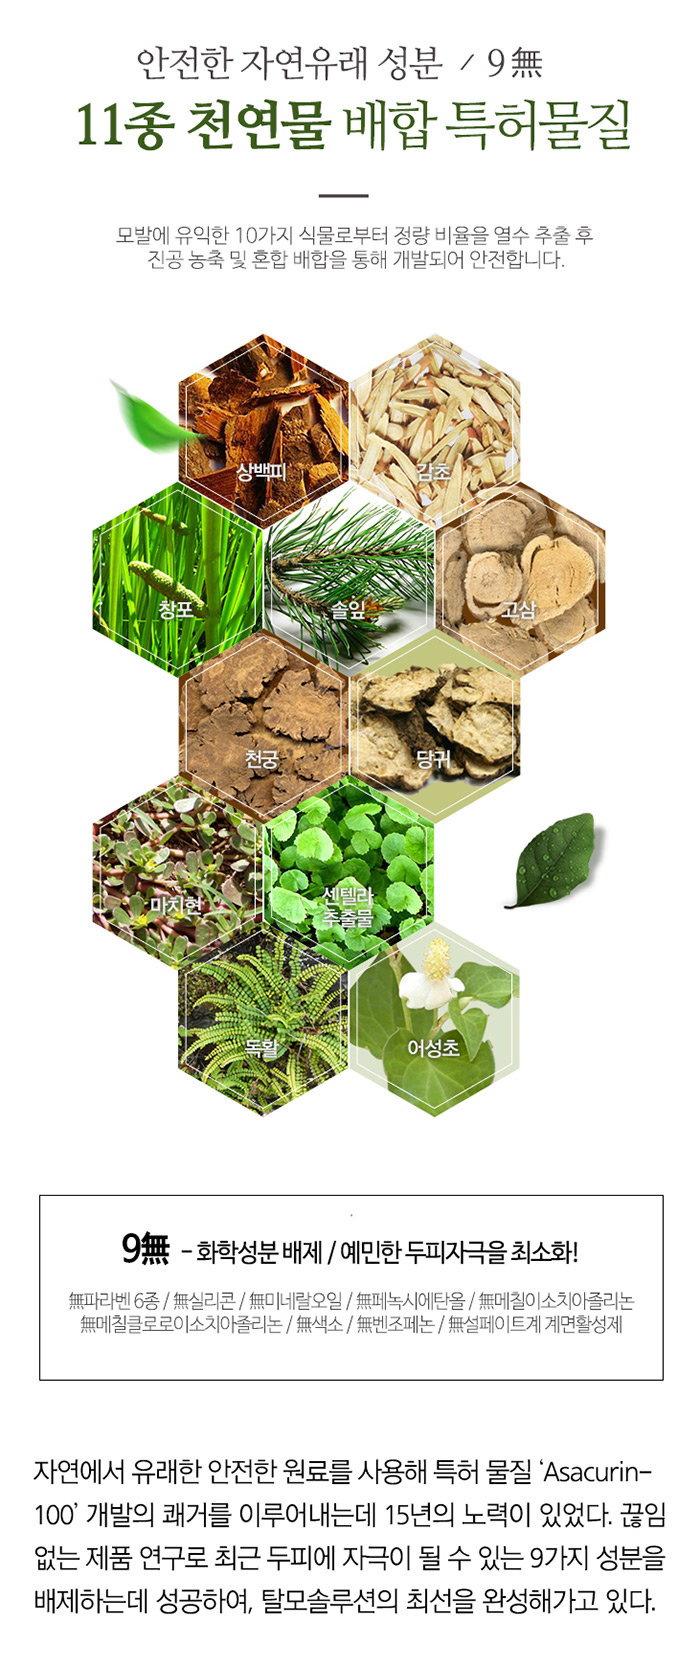 안전한 자연유래 성분 / 9無
11종 천연물 배합 특허물질
모발에 유익한 10가지 식물로부터 정량 비율을 열수 추출 후
진공 농축 및 혼합 배합을 통해 개발되어 안전합니다.
상백피
감초
창포
솔잎
고삼
천궁
당귀
마치현
센텔라
추출물
독활
어성초
9無 - 화학성분 배제 / 예민한 두피자극을 최소화!
無파라벤 6종 / 無실리콘 / 無미네랄오일 / 無페녹시에탄올 / 無메칠이소치아졸리논
無메칠클로로이소치아졸리논 / 無색소 / 無벤조페논 / 無설페이트계 계면활성제
자연에서 유래한 안전한 원료를 사용해 특허 물질 ‘Asacurin-
100’ 개발의 쾌거를 이루어내는데 15년의 노력이 있었다. 끊임
없는 제품 연구로 최근 두피에 자극이 될 수 있는 9가지 성분을
배제하는데 성공하여, 탈모솔루션의 최선을 완성해가고 있다.